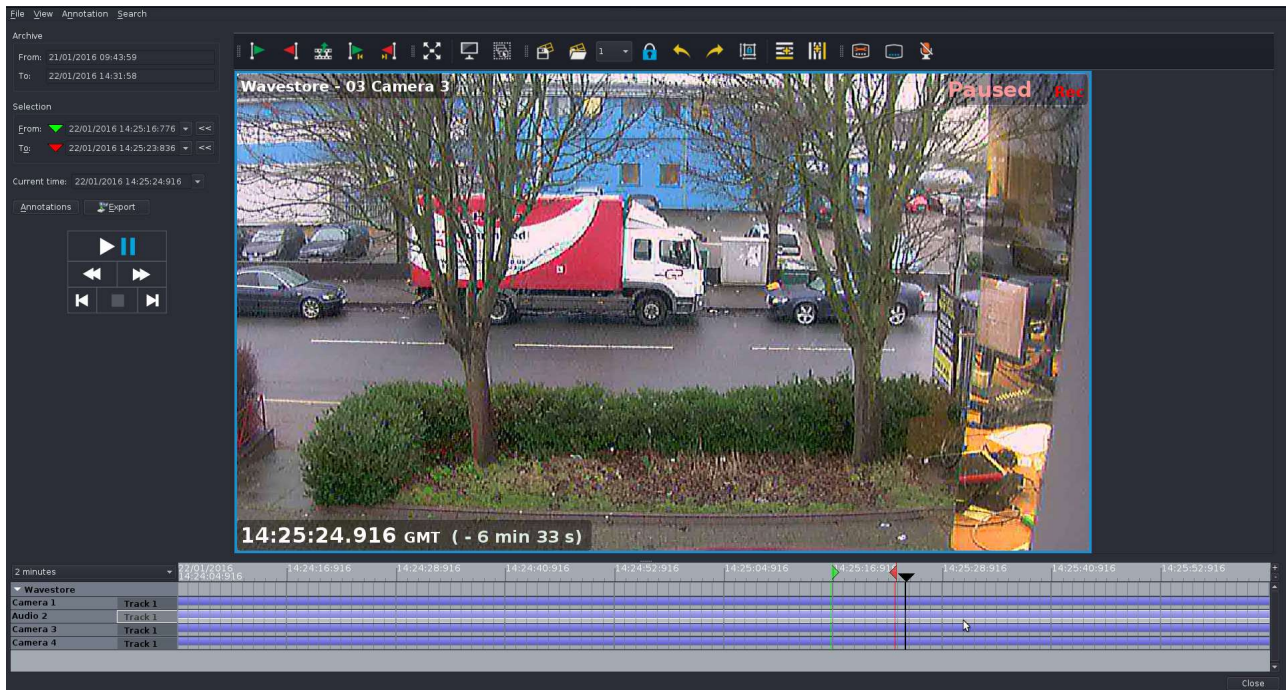 File View Annotation Search
Archive
From: 21/01/2016 09:43:59
To: 22/01/2016 14:31:58
Selection
From: 22/01/2016 14:25:16:776 <<
To: 22/01/2016 14:25:23:836 <<
Current time: 22/01/2016 14:25:24:916
Annotations Export
1
Wavestore - 03 Camera 3 Paused Rec
GP
14:25:24.916 GMT ( - 6 min 33 s)
2 minutes 22/01/2016 14:24:16:916 14:24:28:916 14:24:40:916 14:24:52:916 14:25:04:916 14:25:16:916 14:25:28:916 14:25:40:916 14:25:52:916 +
14:24:04:916 -
Wavestore
Camera 1 Track 1
Audio 2 Track 1
Camera 3 Track 1
Camera 4 Track 1
Close